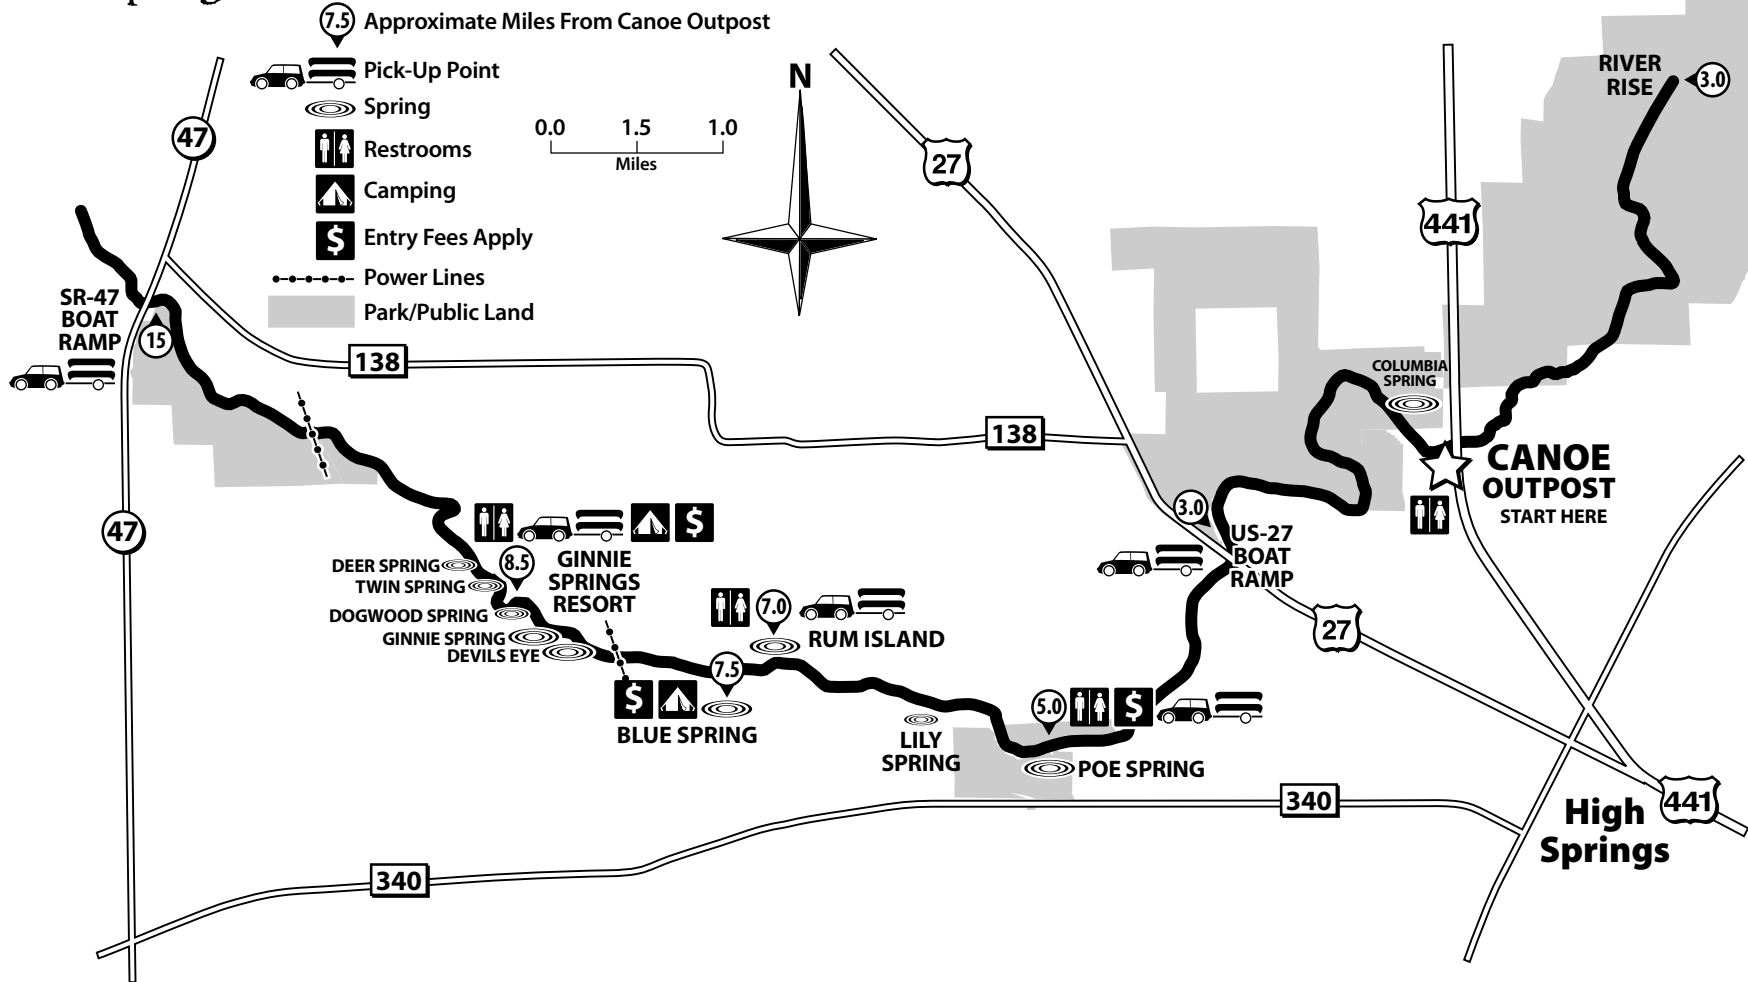 7.5 Approximate Miles From Canoe Outpost
Pick-Up Point
Spring
Restrooms
Camping
$ Entry Fees Apply
Power Lines
Park/Public Land
0.0 1.5 1.0
Miles
N
47
27
441
RIVER
RISE
3.0
SR-47
BOAT
RAMP
15
138
138
COLUMBIA
SPRING
CANOE
OUTPOST
START HERE
3.0
US-27
BOAT
RAMP
47
$
8.5
GINNIE
SPRINGS
RESORT
DEER SPRING
TWIN SPRING
DOGWOOD SPRING
GINNIE SPRING
DEVILS EYE
7.0
RUM ISLAND
27
7.5
$
BLUE SPRING
5.0
$
LILY
SPRING
POE SPRING
340
340
441
High
Springs